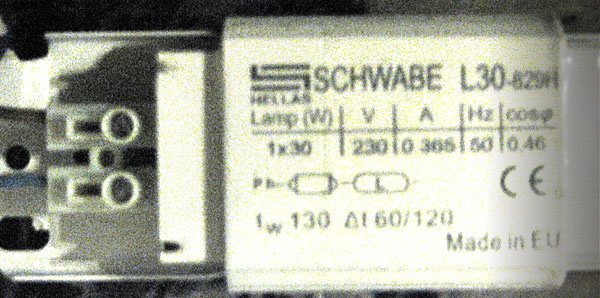 SCHWABE L30-829H
HELLAS
Lamp (W) V A Hz cosφ
1x30 230 0.365 50 0.46
L
CE
tw 130 Δt 60/120
Made in EU